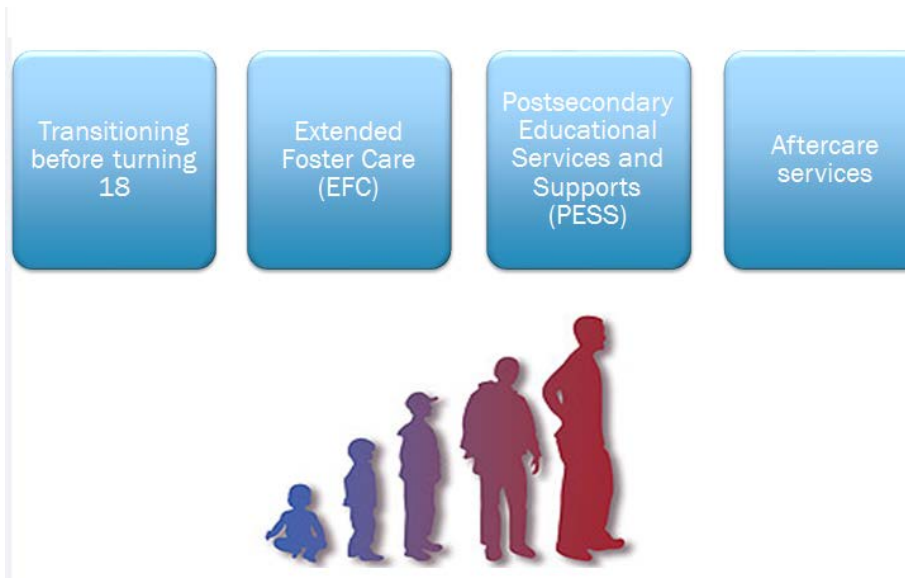 Transitioning
before turning
18
Extended
Foster Care
(EFC)
Postsecondary
Educational
Services and
Supports
(PESS)
Aftercare
services